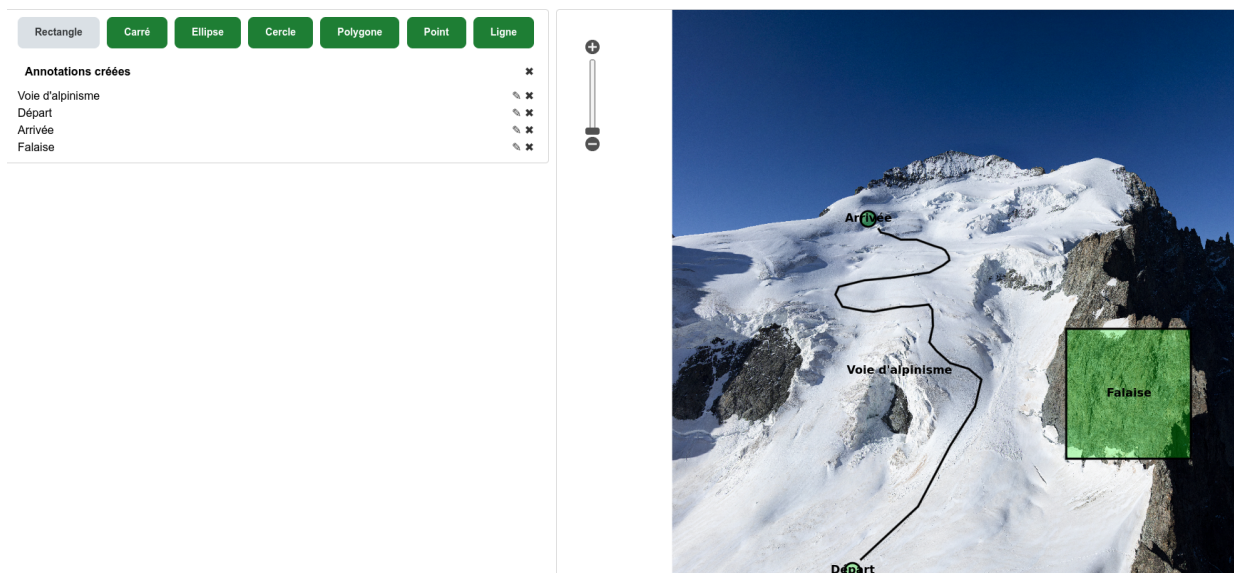 Rectangle Carré Ellipse Cercle Polygone Point Ligne
Annotations créées
Voie d'alpinisme
Départ
Arrivée
Falaise
Arrivée
Voie d'alpinisme
Falaise
Départ